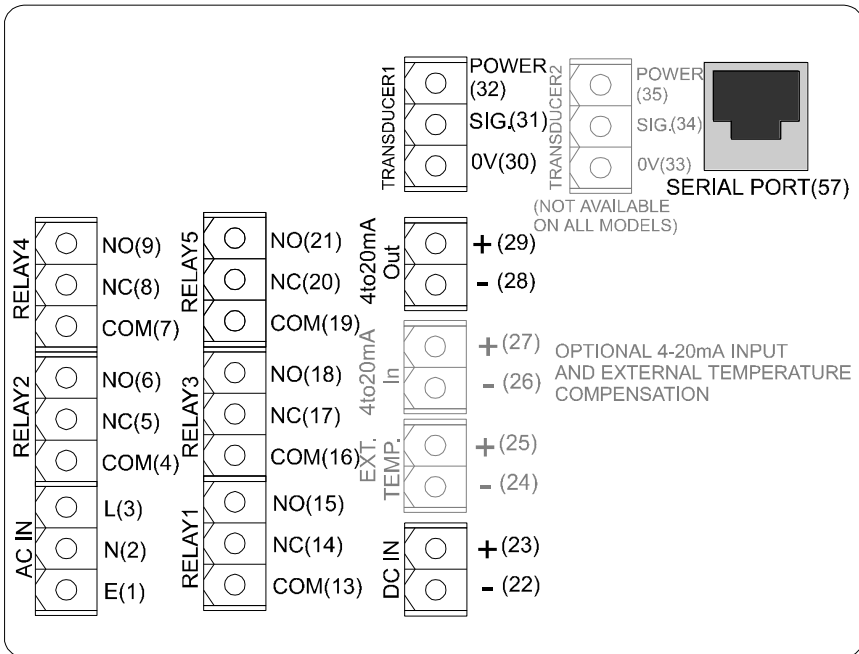 TRANSDUCER1
POWER
(32)
SIG.(31)
0V(30)
TRANSDUCER2
POWER
(35)
SIG.(34)
0V(33)
(NOT AVAILABLE
ON ALL MODELS)
SERIAL PORT(57)
RELAY4
NO(9)
NC(8)
COM(7)
RELAY2
NO(6)
NC(5)
COM(4)
AC IN
L(3)
N(2)
E(1)
RELAY5
NO(21)
NC(20)
COM(19)
RELAY3
NO(18)
NC(17)
COM(16)
RELAY1
NO(15)
NC(14)
COM(13)
4to20mA
Out
+ (29)
- (28)
4to20mA
In
+ (27)
- (26)
OPTIONAL 4-20mA INPUT
AND EXTERNAL TEMPERATURE
COMPENSATION
EXT.
TEMP.
+ (25)
- (24)
DC IN
+ (23)
- (22)